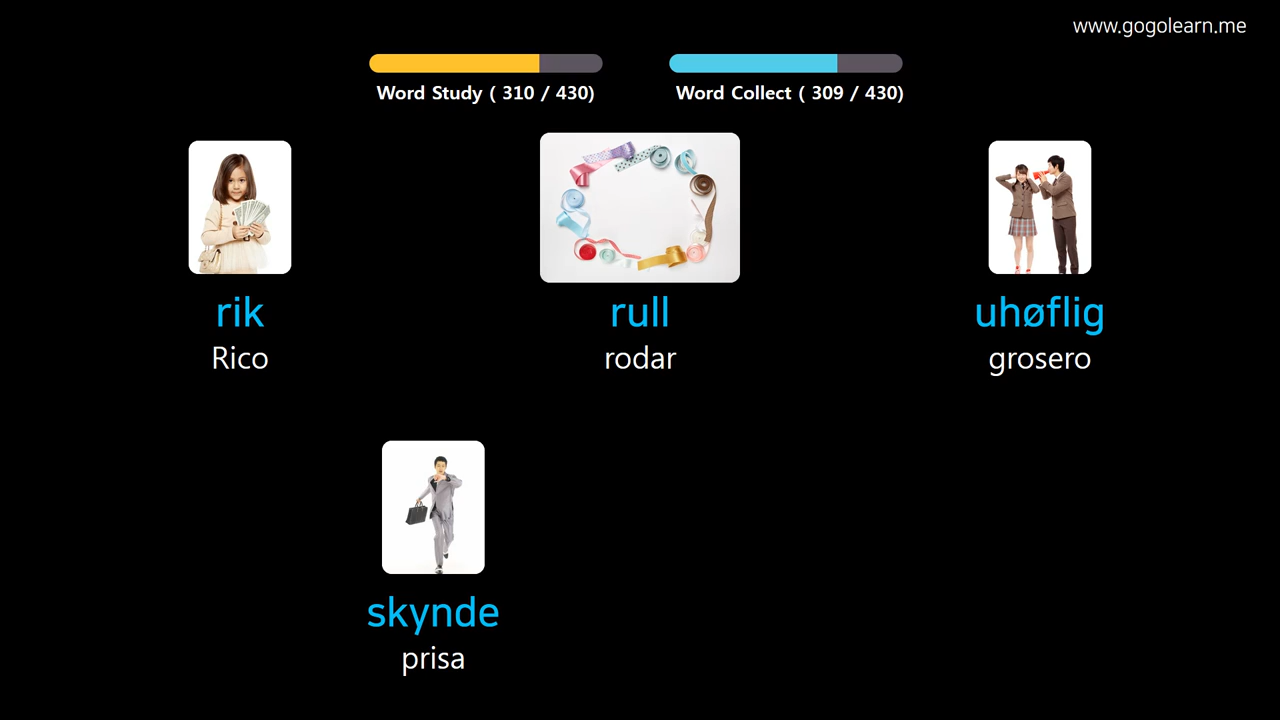 www.gogolearn.me
Word Study ( 310 / 430)
Word Collect ( 309 / 430)
rik
Rico
rull
rodar
uhøflig
grosero
skynde
prisa